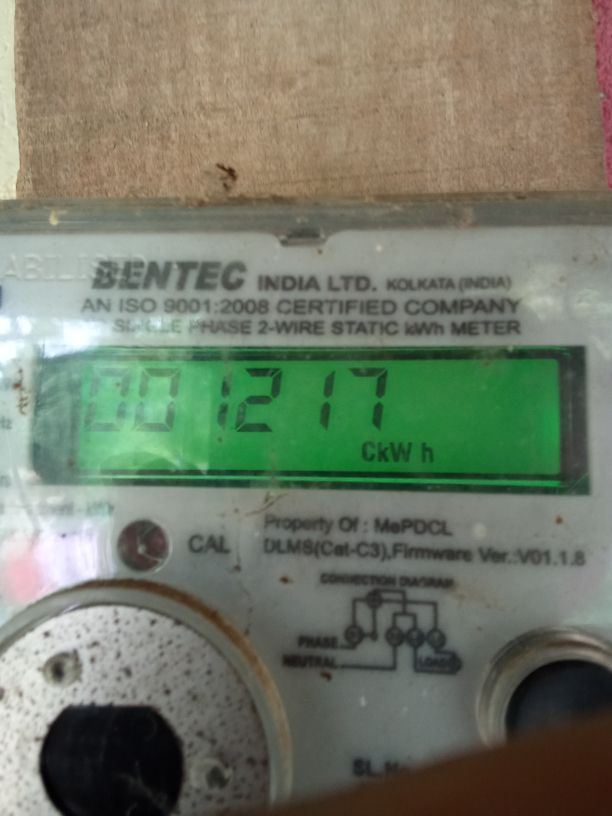 BENTEC INDIA LTD. KOLKATA (INDIA)
AN ISO 9001:2008 CERTIFIED COMPANY
SINGLE PHASE 2-WIRE STATIC kWh METER
001217
CkW h
CAL
Property Of : MePDCL
DLMS(Cat-C3),Firmware Ver.:V01.1.8
CONNECTION DIAGRAM
PHASE
NEUTRAL
LOAD